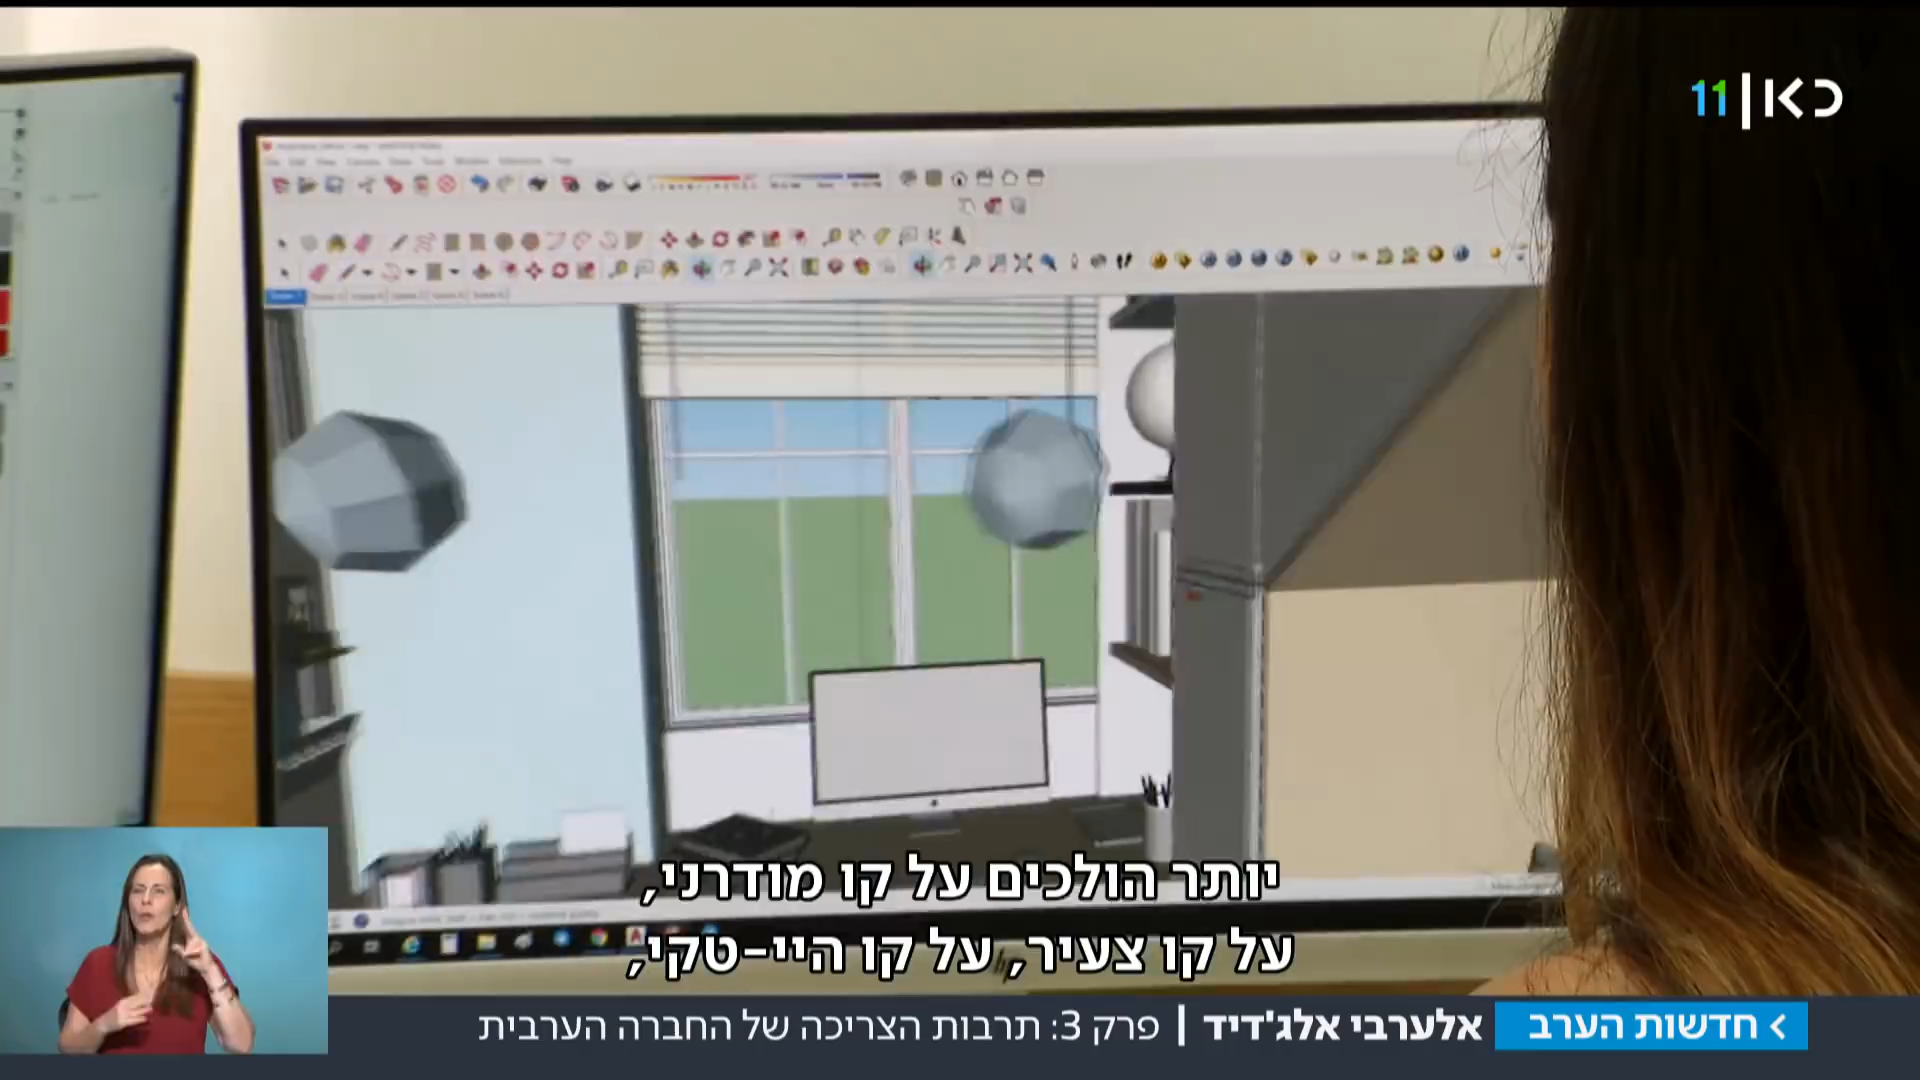 כאן|11
יותר הולכים על קו מודרני,
על קו צעיר, על קו היי-טקי,
חדשות הערב
אלערבי אלג'דיד | פרק 3: תרבות הצריכה של החברה הערבית